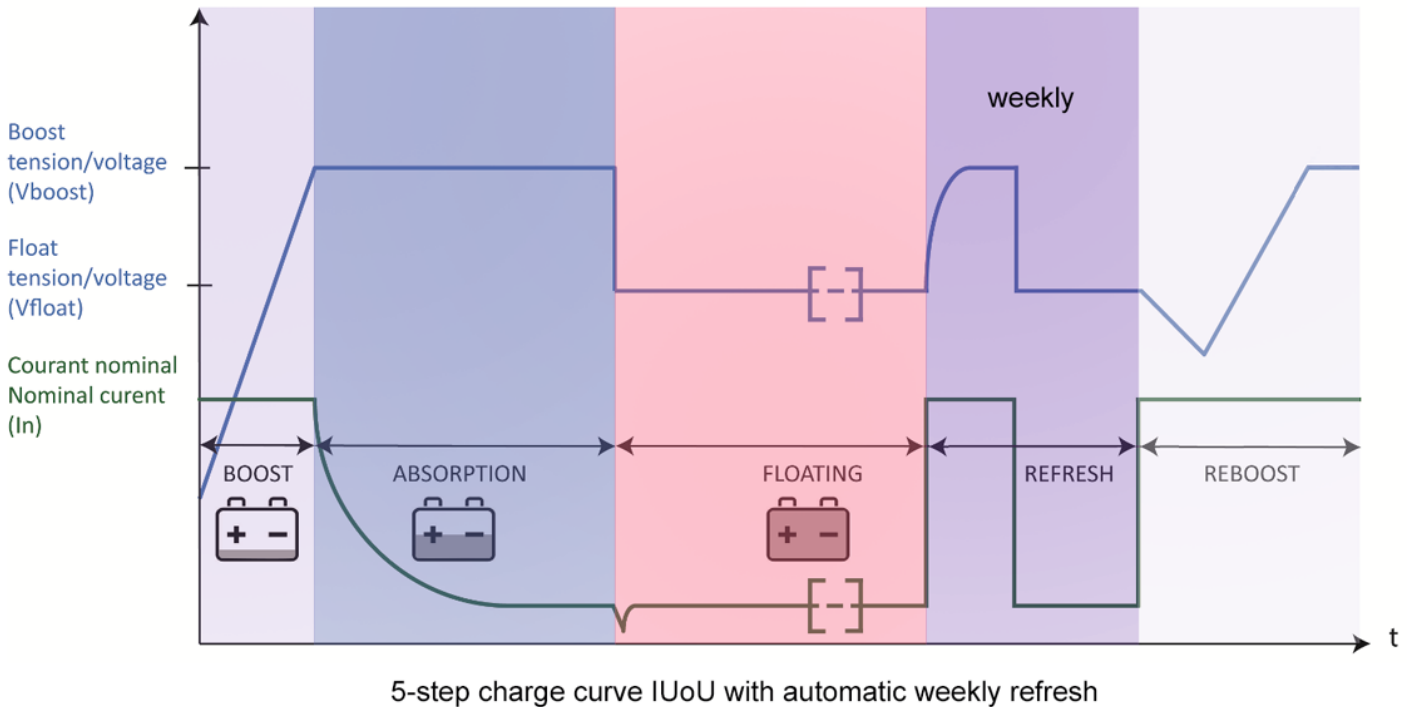 weekly
Boost
tension/voltage
(Vboost)
Float
tension/voltage
(Vfloat)
Courant nominal
Nominal curent
(In)
BOOST
ABSORPTION
FLOATING
REFRESH
REBOOST
+ −
+ −
+ −
t
5-step charge curve IUoU with automatic weekly refresh